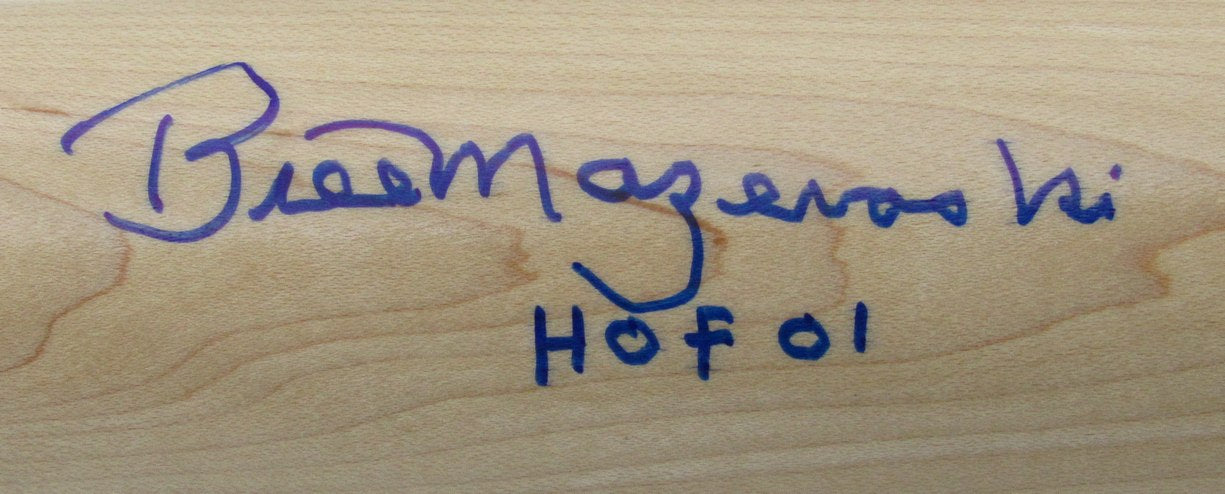 Bill Mazeroski
HOF 01